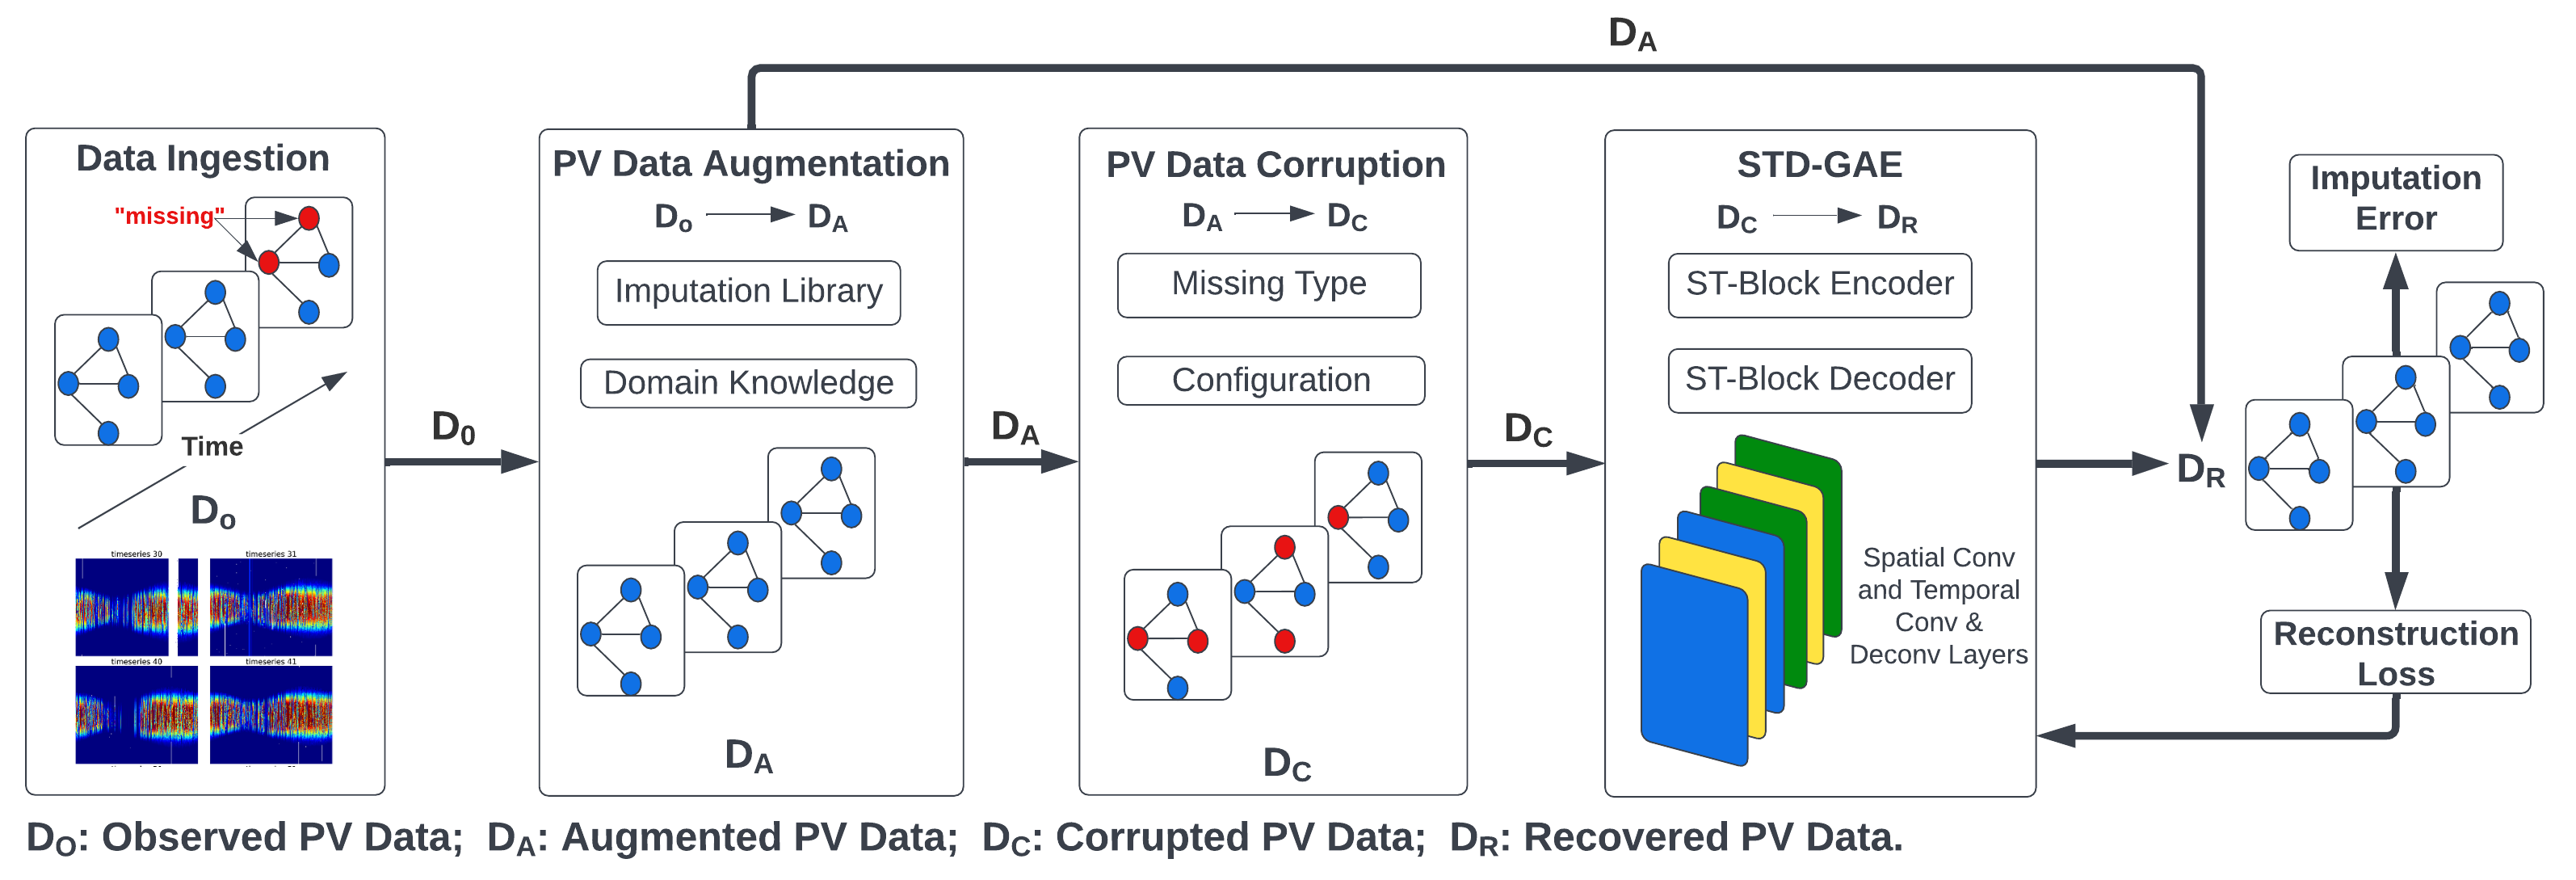 D_A
Data Ingestion
"missing"
Time
D_o
timeseries 30
timeseries 31
timeseries 40
timeseries 41
D_0
PV Data Augmentation
D_o → D_A
Imputation Library
Domain Knowledge
D_A
D_A
PV Data Corruption
D_A → D_C
Missing Type
Configuration
D_C
D_C
STD-GAE
D_C → D_R
ST-Block Encoder
ST-Block Decoder
Spatial Conv
and Temporal
Conv &
Deconv Layers
D_R
Imputation
Error
Reconstruction
Loss
D_O: Observed PV Data; D_A: Augmented PV Data; D_C: Corrupted PV Data; D_R: Recovered PV Data.